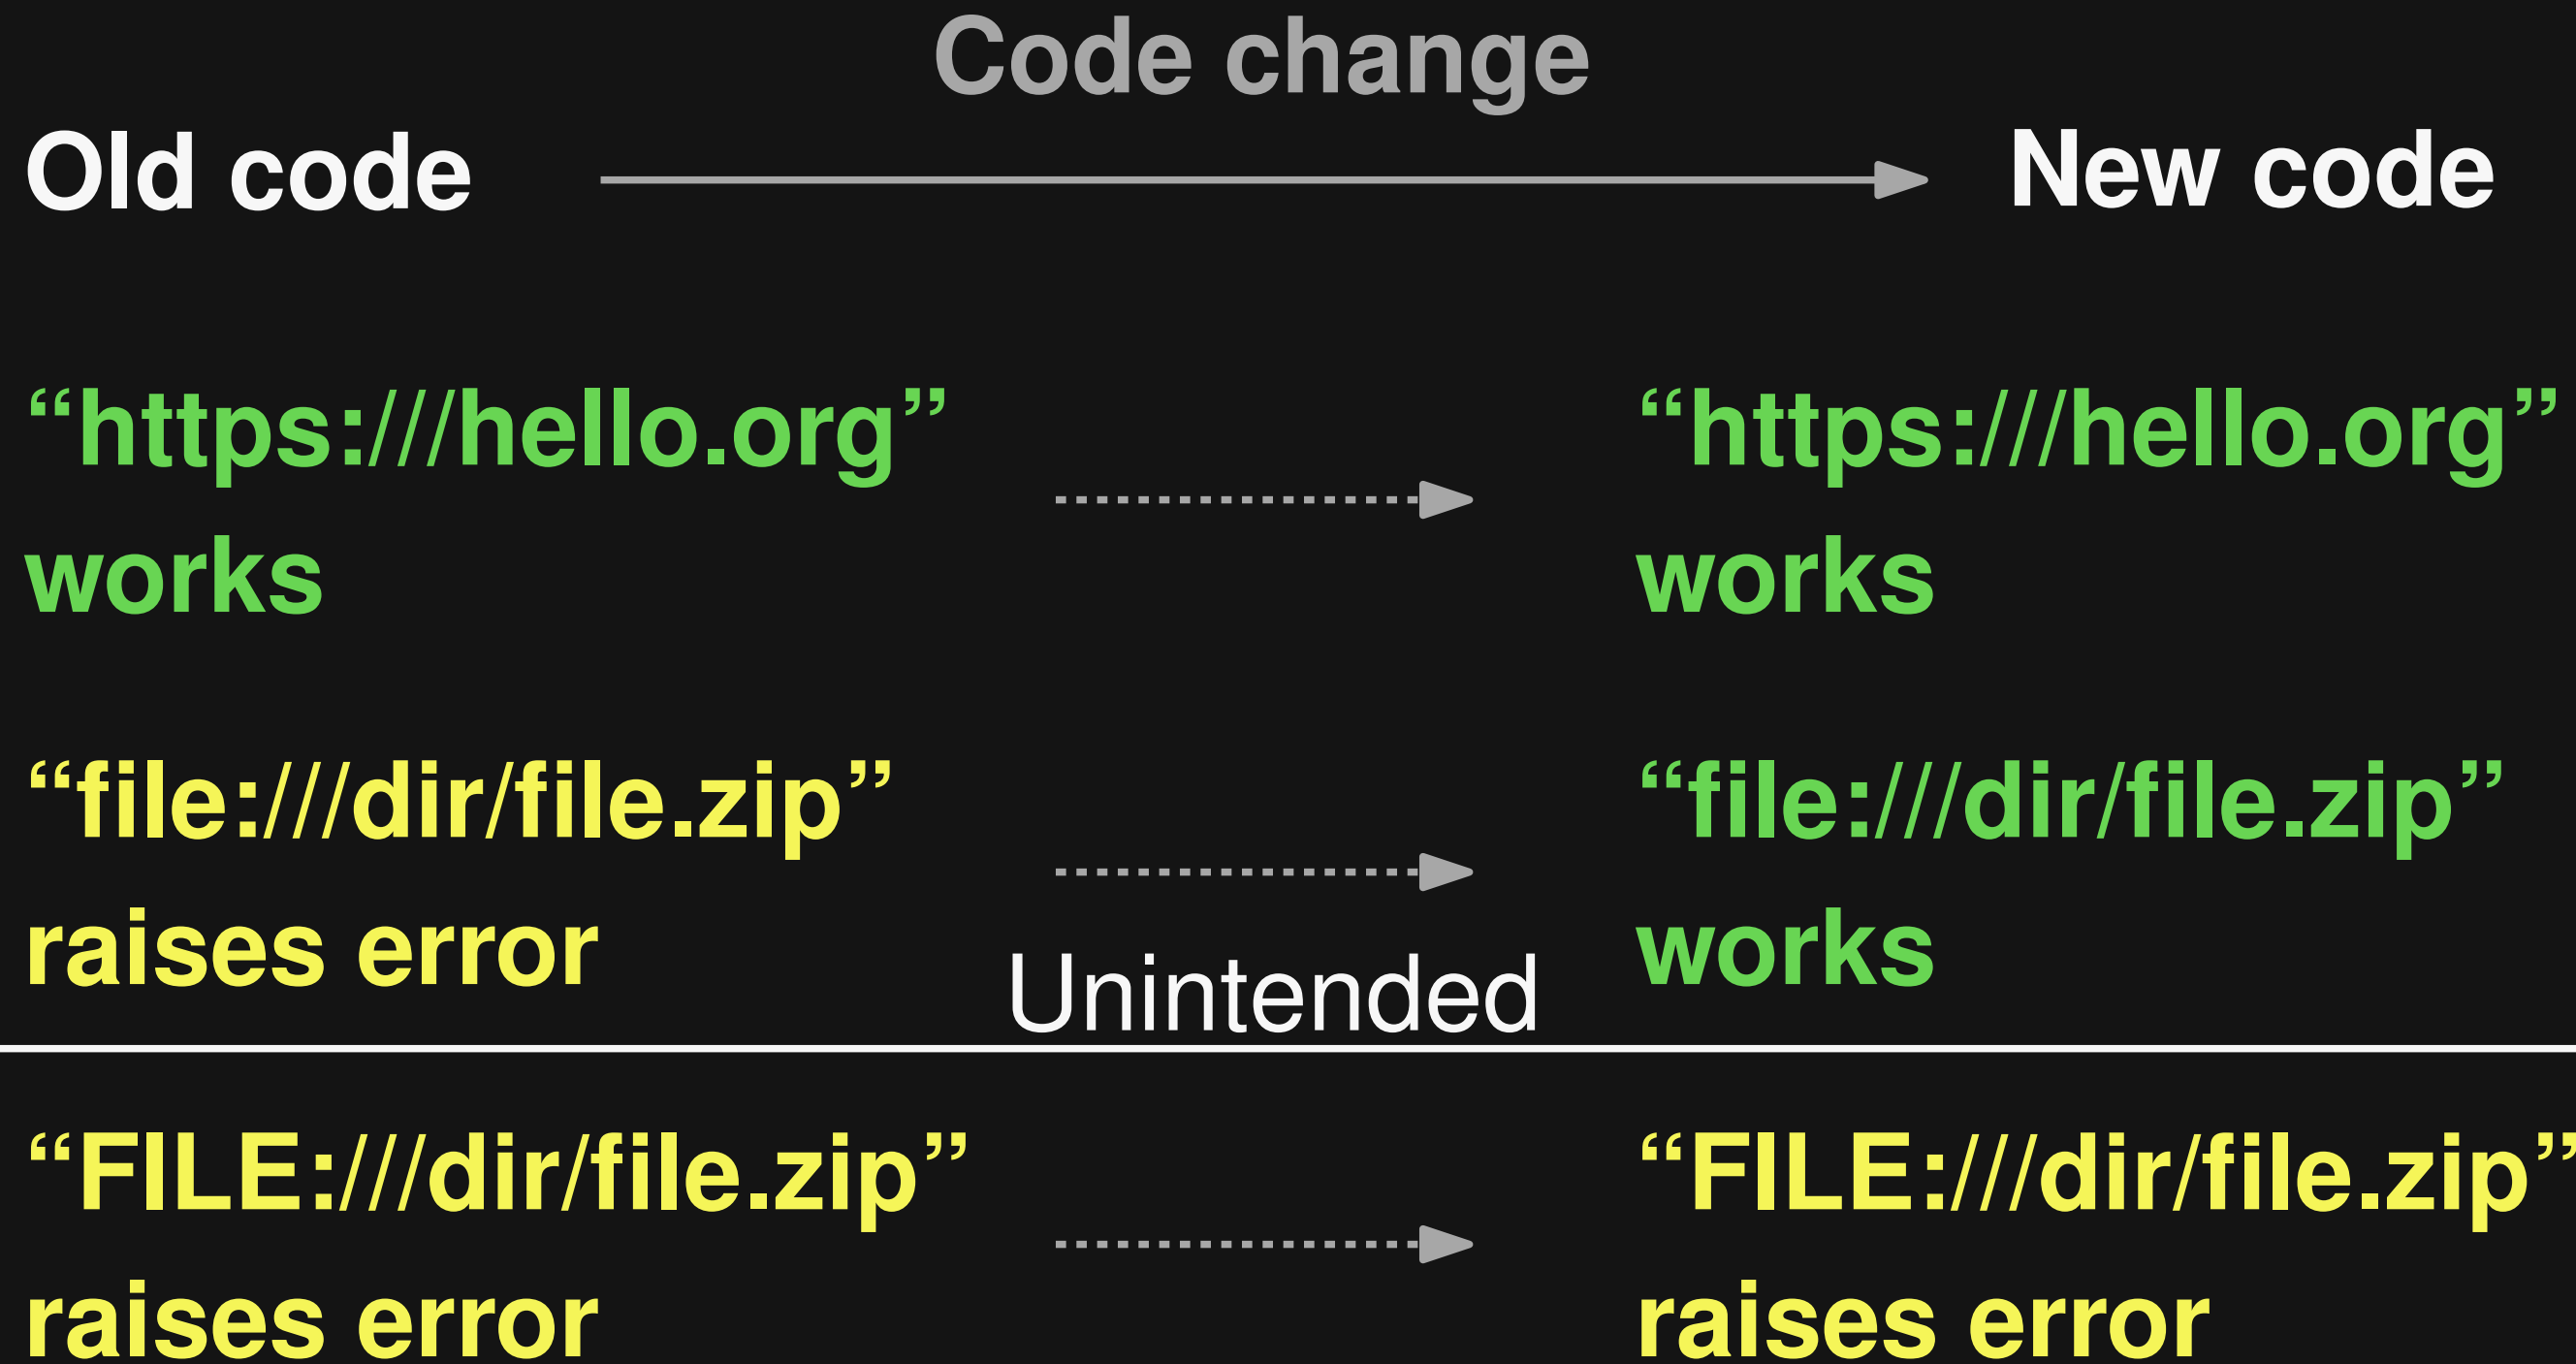 Code change
Old code New code
“https:///hello.org” “https:///hello.org”
works works
“file:///dir/file.zip” “file:///dir/file.zip”
raises error works
Unintended
“FILE:///dir/file.zip” “FILE:///dir/file.zip”
raises error raises error